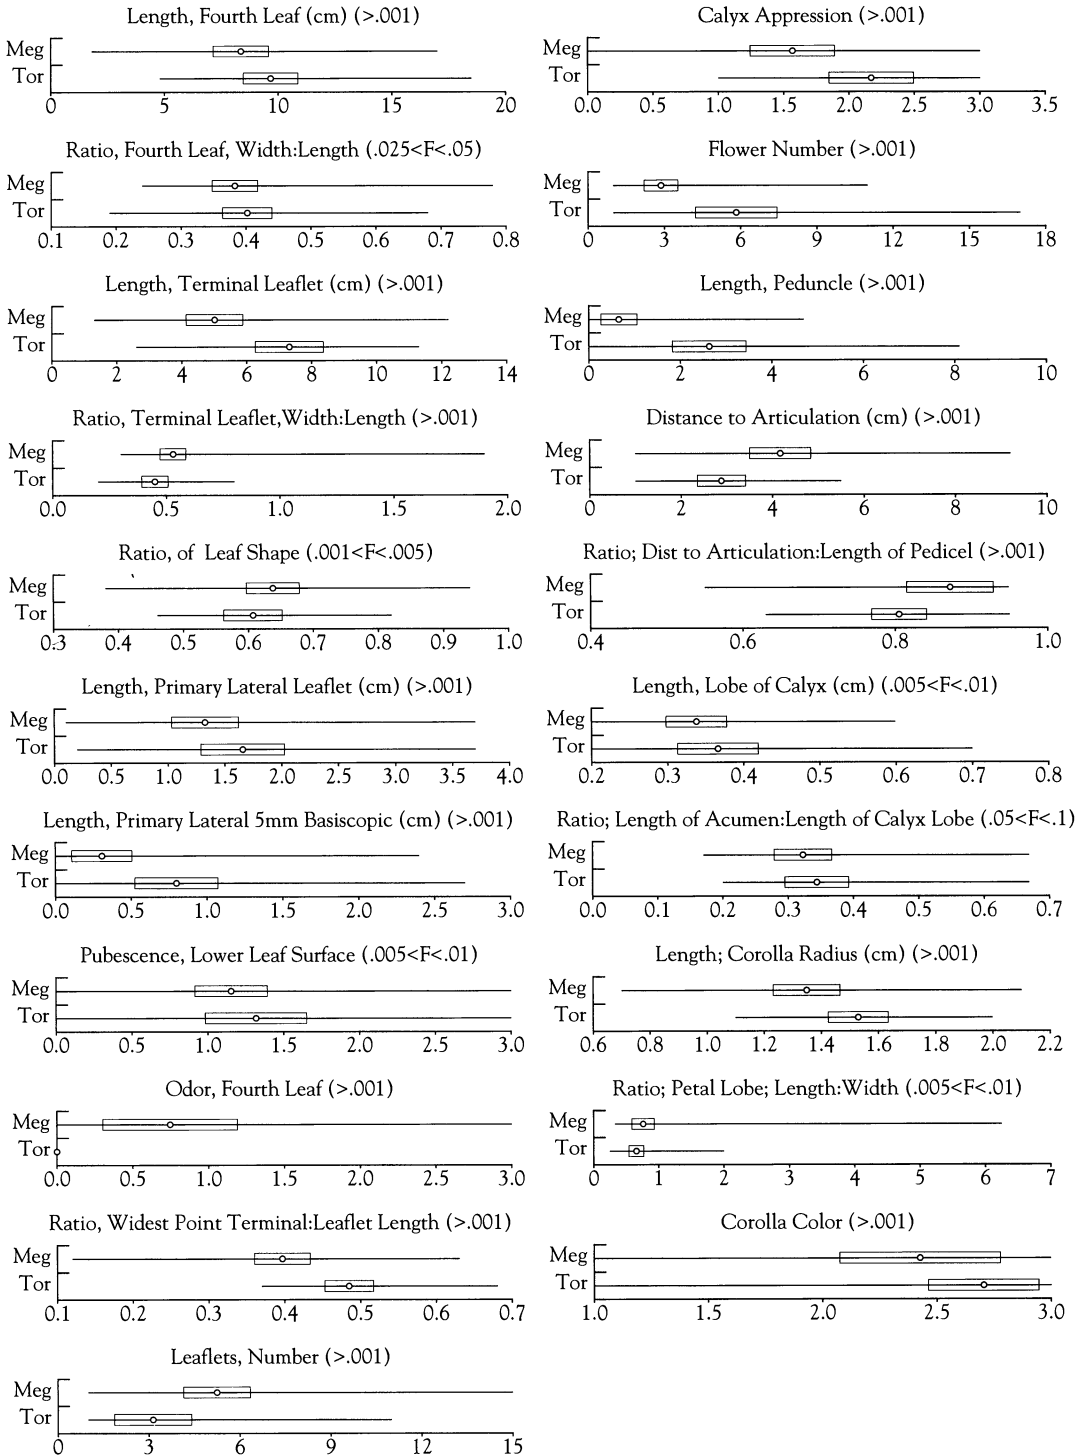 Length, Fourth Leaf (cm) (>.001)
Meg
Tor
0 5 10 15 20
Ratio, Fourth Leaf, Width:Length (.025<F<.05)
Meg
Tor
0.1 0.2 0.3 0.4 0.5 0.6 0.7 0.8
Length, Terminal Leaflet (cm) (>.001)
Meg
Tor
0 2 4 6 8 10 12 14
Ratio, Terminal Leaflet,Width:Length (>.001)
Meg
Tor
0.0 0.5 1.0 1.5 2.0
Ratio, of Leaf Shape (.001<F<.005)
Meg
Tor
0.3 0.4 0.5 0.6 0.7 0.8 0.9 1.0
Length, Primary Lateral Leaflet (cm) (>.001)
Meg
Tor
0.0 0.5 1.0 1.5 2.0 2.5 3.0 3.5 4.0
Length, Primary Lateral 5mm Basiscopic (cm) (>.001)
Meg
Tor
0.0 0.5 1.0 1.5 2.0 2.5 3.0
Pubescence, Lower Leaf Surface (.005<F<.01)
Meg
Tor
0.0 0.5 1.0 1.5 2.0 2.5 3.0
Odor, Fourth Leaf (>.001)
Meg
Tor
0.0 0.5 1.0 1.5 2.0 2.5 3.0
Ratio, Widest Point Terminal:Leaflet Length (>.001)
Meg
Tor
0.1 0.2 0.3 0.4 0.5 0.6 0.7
Leaflets, Number (>.001)
Meg
Tor
0 3 6 9 12 15
Calyx Appression (>.001)
Meg
Tor
0.0 0.5 1.0 1.5 2.0 2.5 3.0 3.5
Flower Number (>.001)
Meg
Tor
0 3 6 9 12 15 18
Length, Peduncle (>.001)
Meg
Tor
0 2 4 6 8 10
Distance to Articulation (cm) (>.001)
Meg
Tor
0 2 4 6 8 10
Ratio; Dist to Articulation:Length of Pedicel (>.001)
Meg
Tor
0.4 0.6 0.8 1.0
Length, Lobe of Calyx (cm) (.005<F<.01)
Meg
Tor
0.2 0.3 0.4 0.5 0.6 0.7 0.8
Ratio; Length of Acumen:Length of Calyx Lobe (.05<F<.1)
Meg
Tor
0.0 0.1 0.2 0.3 0.4 0.5 0.6 0.7
Length; Corolla Radius (cm) (>.001)
Meg
Tor
0.6 0.8 1.0 1.2 1.4 1.6 1.8 2.0 2.2
Ratio; Petal Lobe; Length:Width (.005<F<.01)
Meg
Tor
0 1 2 3 4 5 6 7
Corolla Color (>.001)
Meg
Tor
1.0 1.5 2.0 2.5 3.0